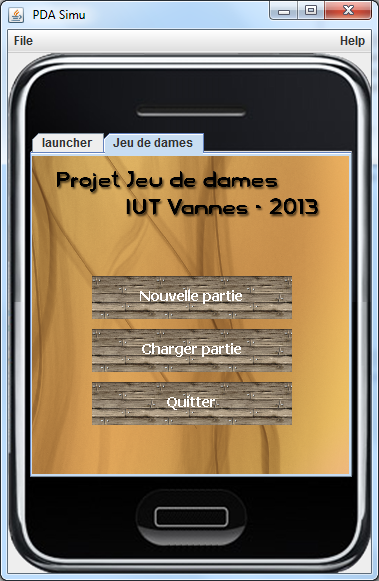 PDA Simu
File Help
launcher Jeu de dames
Projet Jeu de dames
IUT Vannes - 2013
Nouvelle partie
Charger partie
Quitter